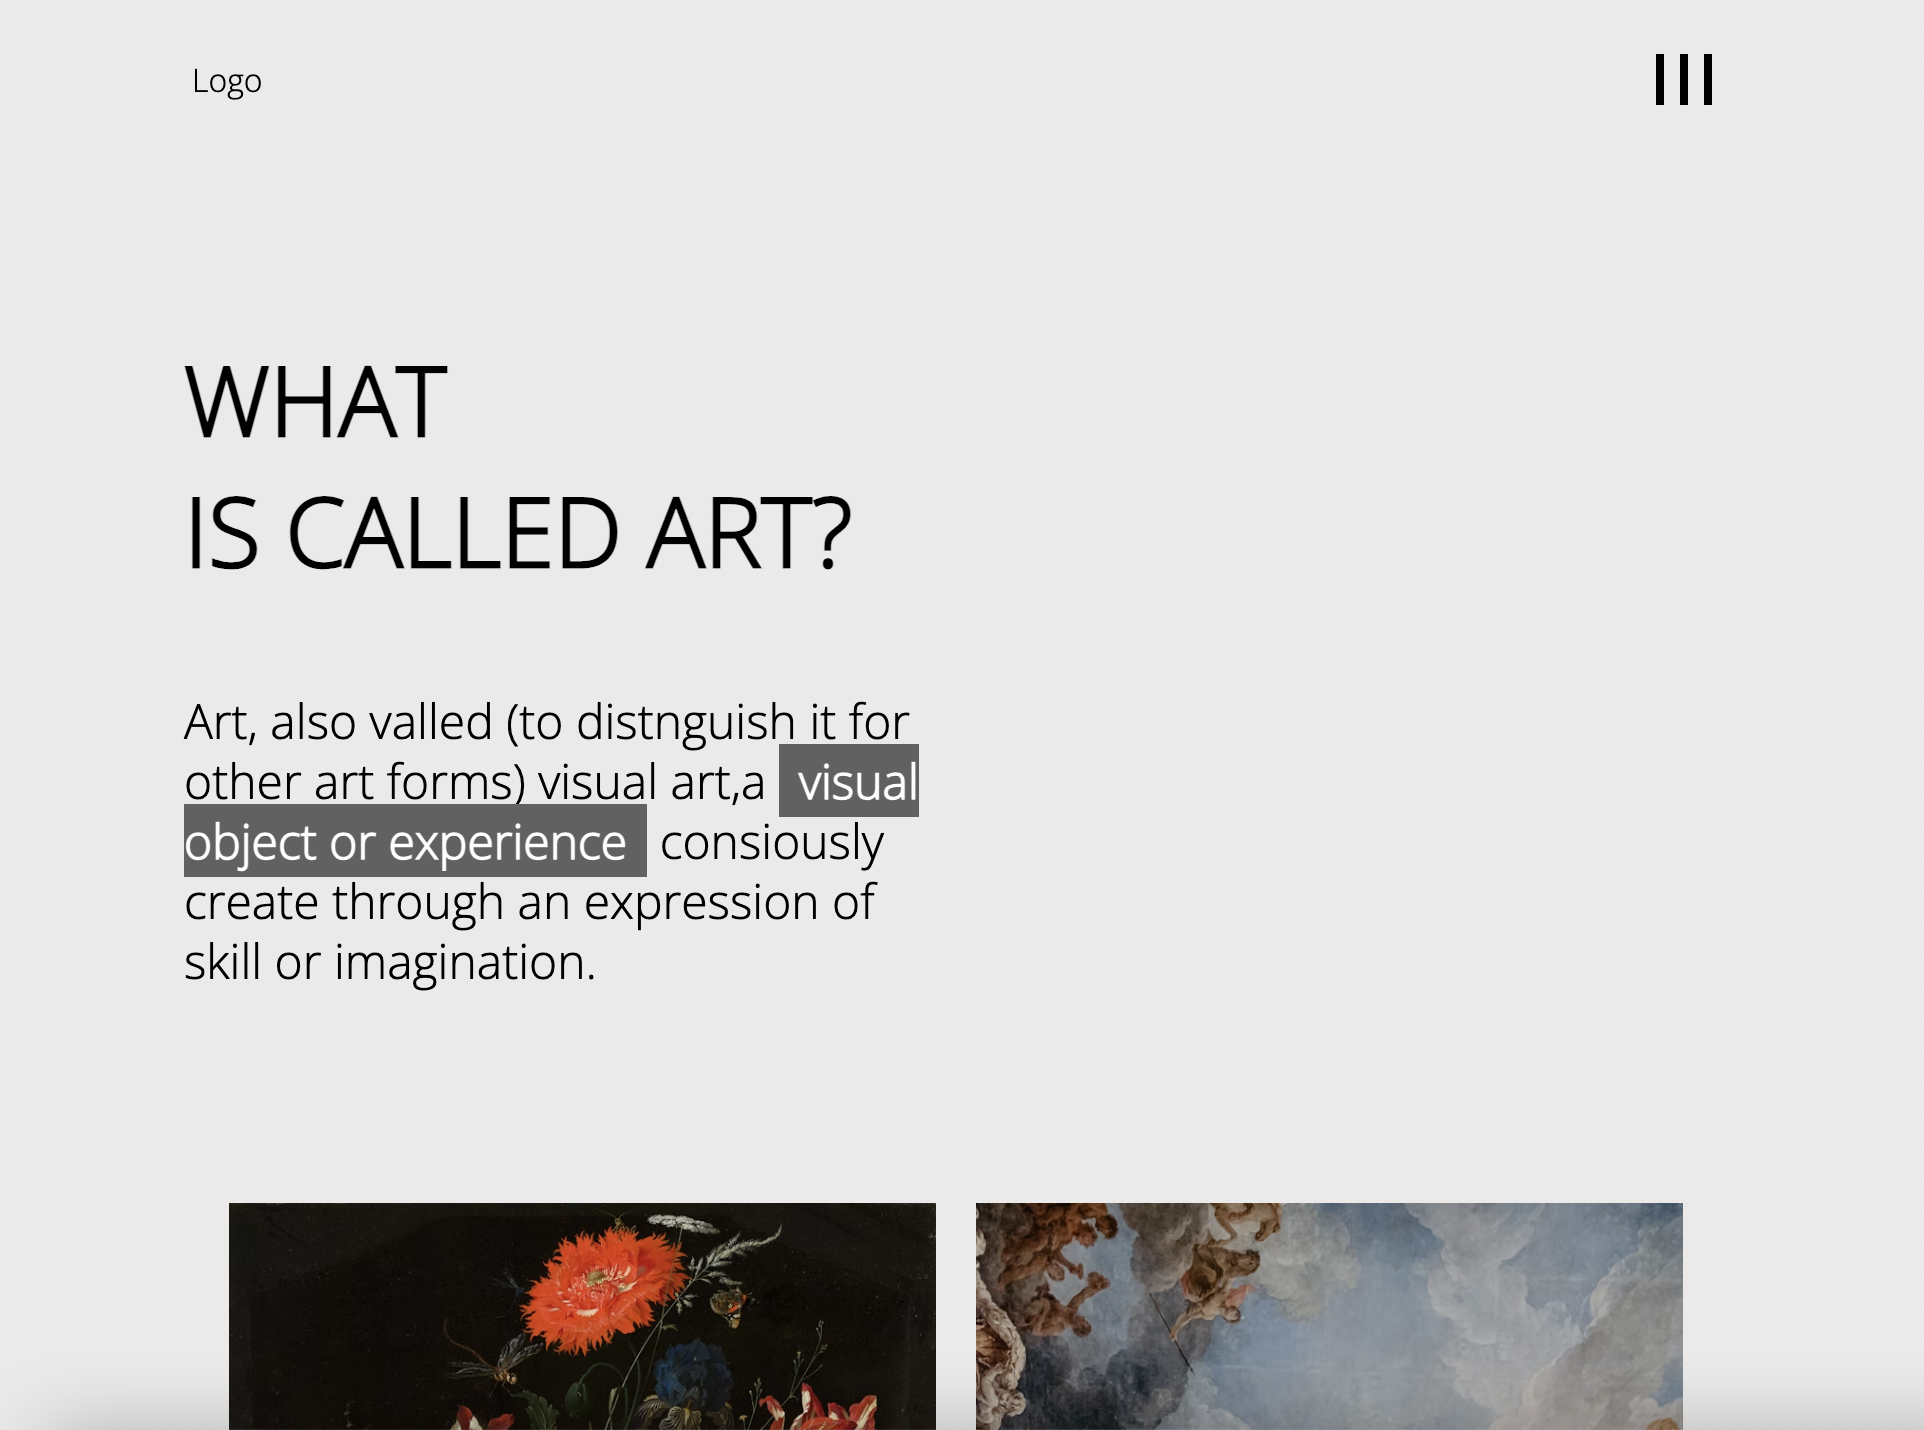 Logo
WHAT
IS CALLED ART?
Art, also valled (to distnguish it for
other art forms) visual art,a visual
object or experience consiously
create through an expression of
skill or imagination.